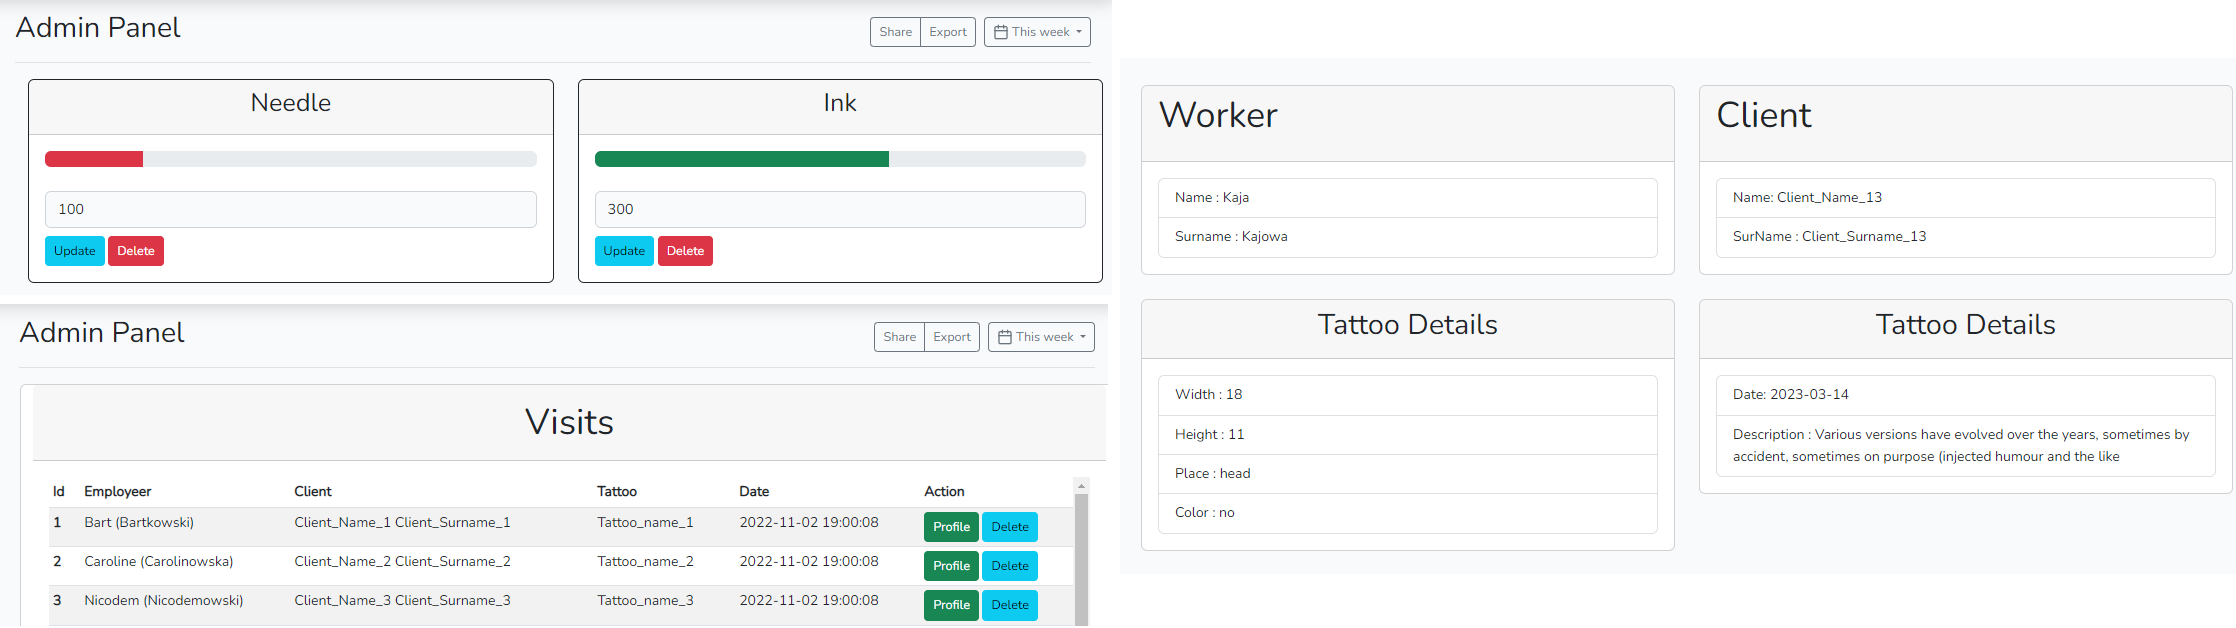 Admin Panel
Share Export This week
Needle
100
Update Delete
Ink
300
Update Delete
Admin Panel
Share Export This week
Visits
Id Employeer Client Tattoo Date Action
1 Bart (Bartkowski) Client_Name_1 Client_Surname_1 Tattoo_name_1 2022-11-02 19:00:08 Profile Delete
2 Caroline (Carolinowska) Client_Name_2 Client_Surname_2 Tattoo_name_2 2022-11-02 19:00:08 Profile Delete
3 Nicodem (Nicodemowski) Client_Name_3 Client_Surname_3 Tattoo_name_3 2022-11-02 19:00:08 Profile Delete
Worker
Name : Kaja
Surname : Kajowa
Client
Name: Client_Name_13
SurName : Client_Surname_13
Tattoo Details
Width : 18
Height : 11
Place : head
Color : no
Tattoo Details
Date: 2023-03-14
Description : Various versions have evolved over the years, sometimes by
accident, sometimes on purpose (injected humour and the like